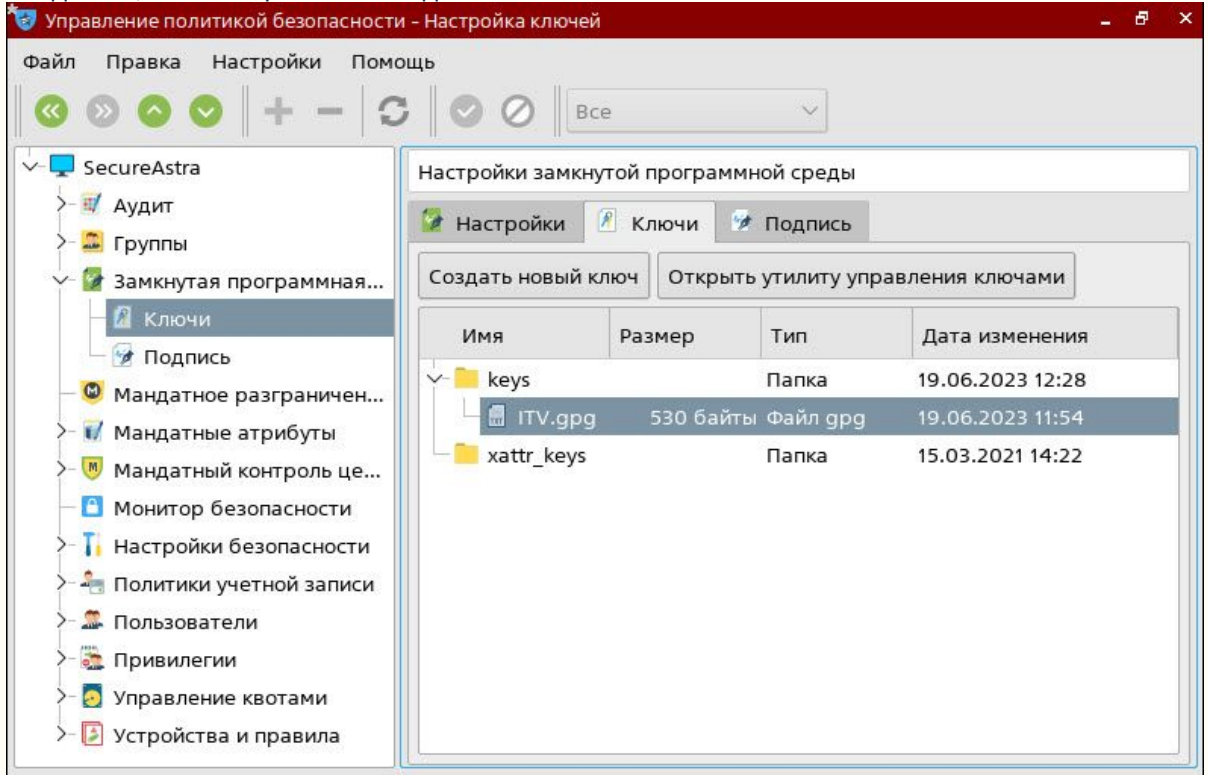 Управление политикой безопасности - Настройка ключей
Файл Правка Настройки Помощь
Все
SecureAstra
Аудит
Группы
Замкнутая программная...
Ключи
Подпись
Мандатное разграничен...
Мандатные атрибуты
Мандатный контроль це...
Монитор безопасности
Настройки безопасности
Политики учетной записи
Пользователи
Привилегии
Управление квотами
Устройства и правила
Настройки замкнутой программной среды
Настройки Ключи Подпись
Создать новый ключ Открыть утилиту управления ключами
Имя Размер Тип Дата изменения
keys Папка 19.06.2023 12:28
ITV.gpg 530 байты Файл gpg 19.06.2023 11:54
xattr_keys Папка 15.03.2021 14:22